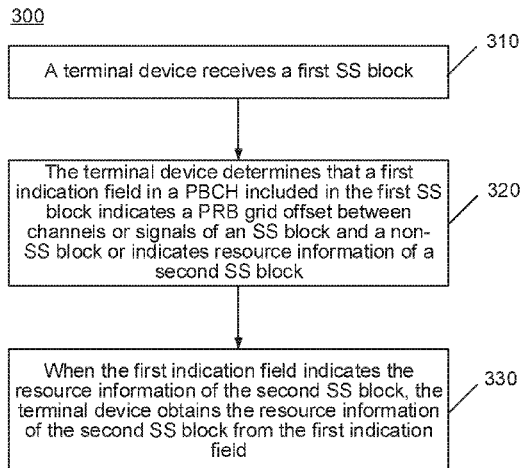 300
310
A terminal device receives a first SS block
The terminal device determines that a first
indication field in a PBCH included in the first SS
block indicates a PRB grid offset between
channels or signals of an SS block and a non-
SS block or indicates resource information of a
second SS block
320
When the first indication field indicates the
resource information of the second SS block, the
terminal device obtains the resource information
of the second SS block from the first indication
field
330